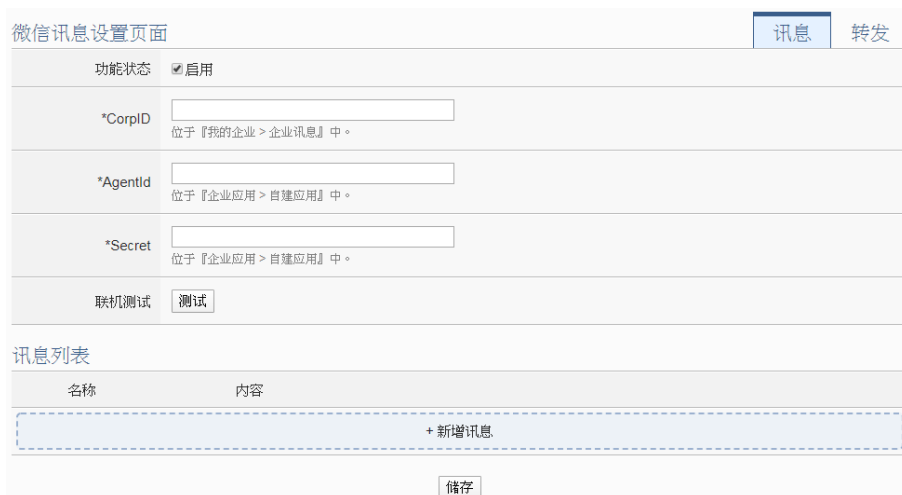 微信讯息设置页面
讯息 转发
功能状态 启用
*CorpID
位于『我的企业 > 企业讯息』中。
*AgentId
位于『企业应用 > 自建应用』中。
*Secret
位于『企业应用 > 自建应用』中。
联机测试 测试
讯息列表
名称 内容
+ 新增讯息
储存